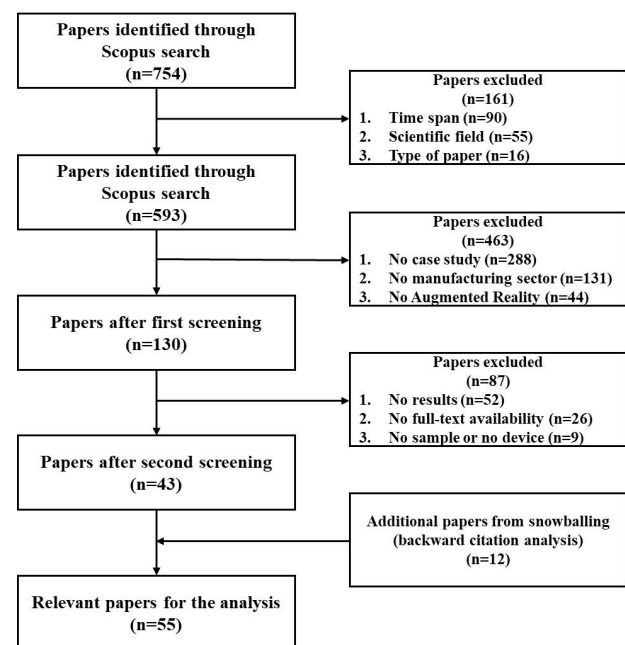 Papers identified through
Scopus search
(n=754)
Papers excluded
(n=161)
1. Time span (n=90)
2. Scientific field (n=55)
3. Type of paper (n=16)
Papers identified through
Scopus search
(n=593)
Papers excluded
(n=463)
1. No case study (n=288)
2. No manufacturing sector (n=131)
3. No Augmented Reality (n=44)
Papers after first screening
(n=130)
Papers excluded
(n=87)
1. No results (n=52)
2. No full-text availability (n=26)
3. No sample or no device (n=9)
Papers after second screening
(n=43)
Additional papers from snowballing
(backward citation analysis)
(n=12)
Relevant papers for the analysis
(n=55)